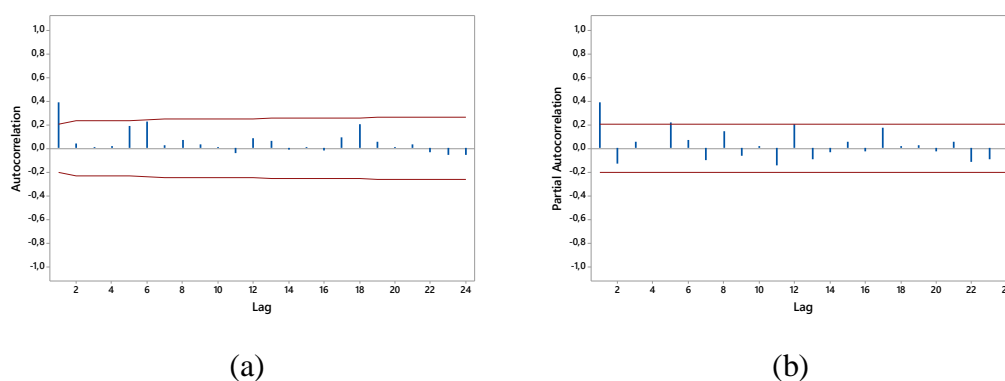 1,0
0,8
0,6
0,4
0,2
0,0
-0,2
-0,4
-0,6
-0,8
-1,0
Autocorrelation
2 4 6 8 10 12 14 16 18 20 22 24
Lag
(a)
1,0
0,8
0,6
0,4
0,2
0,0
-0,2
-0,4
-0,6
-0,8
-1,0
Partial Autocorrelation
2 4 6 8 10 12 14 16 18 20 22
Lag
(b)